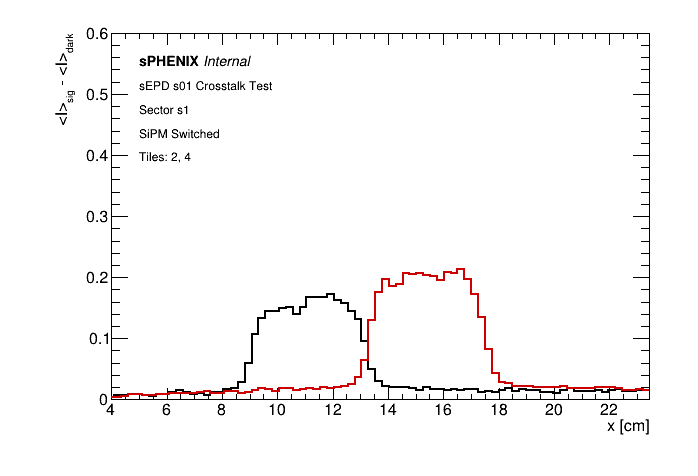 0.6
<I>sig - <I>dark
sPHENIX Internal
sEPD s01 Crosstalk Test
0.5
Sector s1
SiPM Switched
0.4
Tiles: 2, 4
0.3
0.2
0.1
0
4 6 8 10 12 14 16 18 20 22
x [cm]